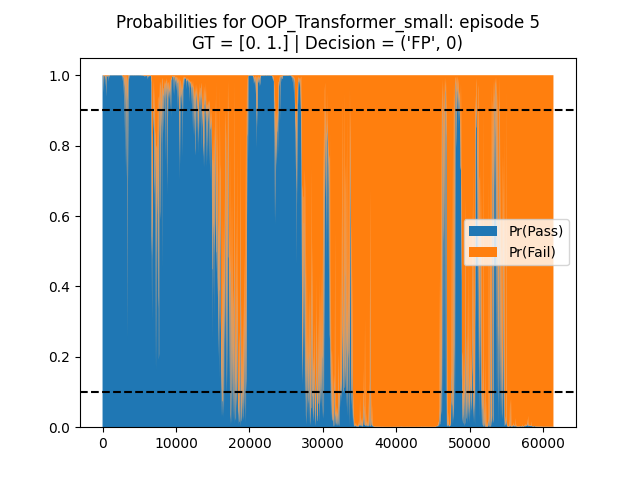 Probabilities for OOP_Transformer_small: episode 5
GT = [0. 1.] | Decision = ('FP', 0)
1.0
0.8
0.6
0.4
0.2
0.0
Pr(Pass)
Pr(Fail)
0 10000 20000 30000 40000 50000 60000